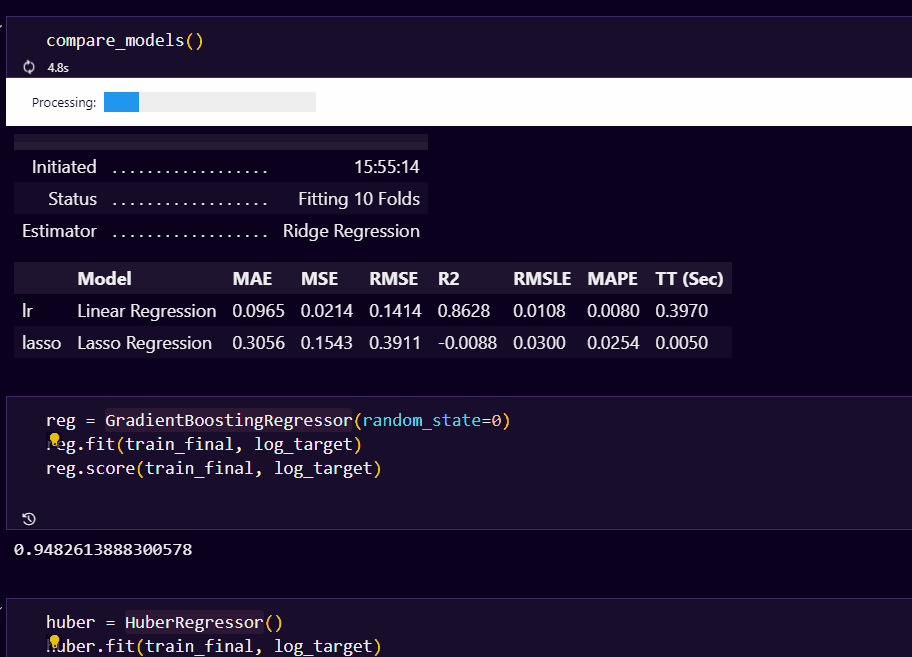 compare_models()
4.8s
Processing:
Initiated .................. 15:55:14
Status .................. Fitting 10 Folds
Estimator .................. Ridge Regression
Model MAE MSE RMSE R2 RMSLE MAPE TT (Sec)
lr Linear Regression 0.0965 0.0214 0.1414 0.8628 0.0108 0.0080 0.3970
lasso Lasso Regression 0.3056 0.1543 0.3911 -0.0088 0.0300 0.0254 0.0050
reg = GradientBoostingRegressor(random_state=0)
reg.fit(train_final, log_target)
reg.score(train_final, log_target)
0.9482613888300578
huber = HuberRegressor()
huber.fit(train_final, log_target)